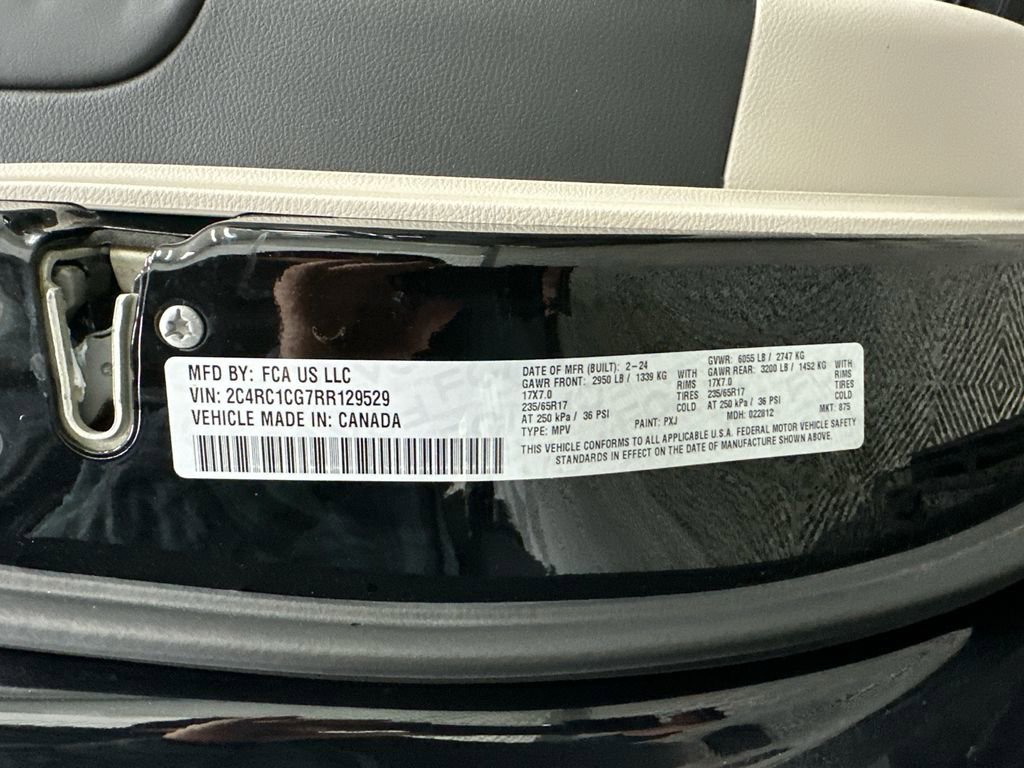 MFD BY: FCA US LLC
VIN: 2C4RC1CG7RR129529
VEHICLE MADE IN: CANADA
DATE OF MFR (BUILT): 2-24 GVWR: 6055 LB / 2747 KG
GAWR FRONT: 2950 LB / 1339 KG WITH GAWR REAR: 3200 LB / 1452 KG WITH
17X7.0 RIMS 17X7.0 RIMS
235/65R17 TIRES 235/65R17 TIRES
AT 250 kPa / 36 PSI COLD AT 250 kPa / 36 PSI COLD
TYPE: MPV PAINT: PXJ MDH: 022812 MKT: 875
THIS VEHICLE CONFORMS TO ALL APPLICABLE U.S.A. FEDERAL MOTOR VEHICLE SAFETY
STANDARDS IN EFFECT ON THE DATE OF MANUFACTURE SHOWN ABOVE.